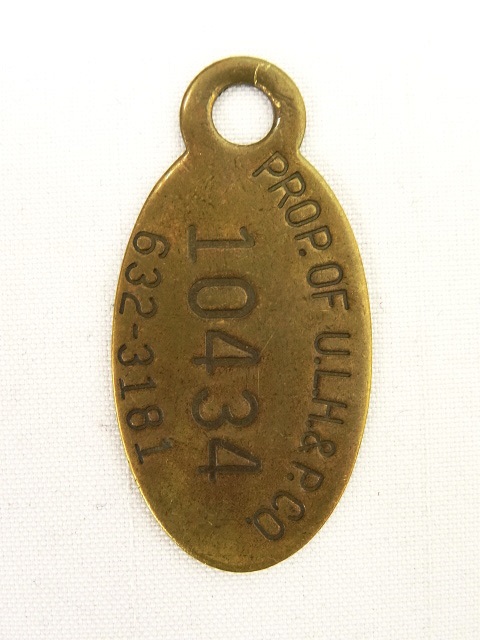 PROP. OF U.L.H.& P. CO.
10434
632-3181